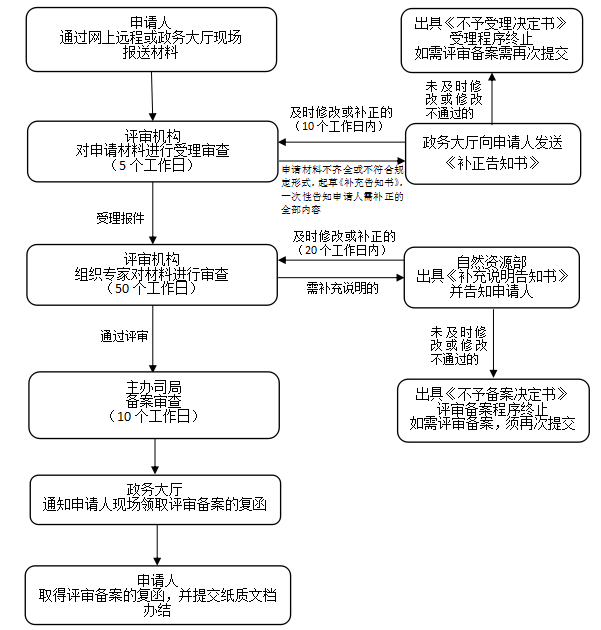 申请人
通过网上远程或政务大厅现场
报送材料
出具《不予受理决定书》
受理程序终止
如需评审备案需再次提交
未及时修
改或修改
不通过的
及时修改或补正的
（10个工作日内）
评审机构
对申请材料进行受理审查
（5个工作日）
政务大厅向申请人发送
《补正告知书》
申请材料不齐全或不符合规
定形式，起草《补充告知书》，
一次性告知申请人需补正的
全部内容
受理报件
及时修改或补正的
（20个工作日内）
评审机构
组织专家对材料进行审查
（50个工作日）
自然资源部
出具《补充说明告知书》
并告知申请人
需补充说明的
通过评审
未及时修
改或修改
不通过的
主办司局
备案审查
（10个工作日）
出具《不予备案决定书》
评审备案程序终止
如需评审备案，须再次提交
政务大厅
通知申请人现场领取评审备案的复函
申请人
取得评审备案的复函，并提交纸质文档
办结